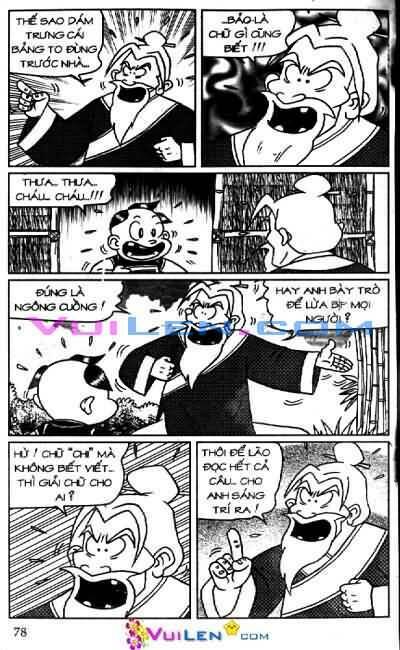 THẾ SAO DÁM
TRƯNG CÁI
BẢNG TO ĐÙNG
TRƯỚC NHÀ...
...BẢO LÀ
CHỮ GÌ CŨNG
BIẾT !!!
THƯA... THƯA...
CHÁU... CHÁU...!!!
ĐÚNG LÀ
NGÔNG CUỒNG !
HAY ANH BÀY TRÒ
ĐỂ LỪA BỊP MỌI
NGƯỜI ?
VUILEN.COM
HỪ ! CHỮ "CHI" MÀ
KHÔNG BIẾT VIẾT...
THÌ GIẢI CHỮ CHO
AI ?
THÔI ĐỂ LÃO
ĐỌC HẾT CẢ
CÂU... CHO
ANH SÁNG
TRÍ RA !
78
VUILEN.COM